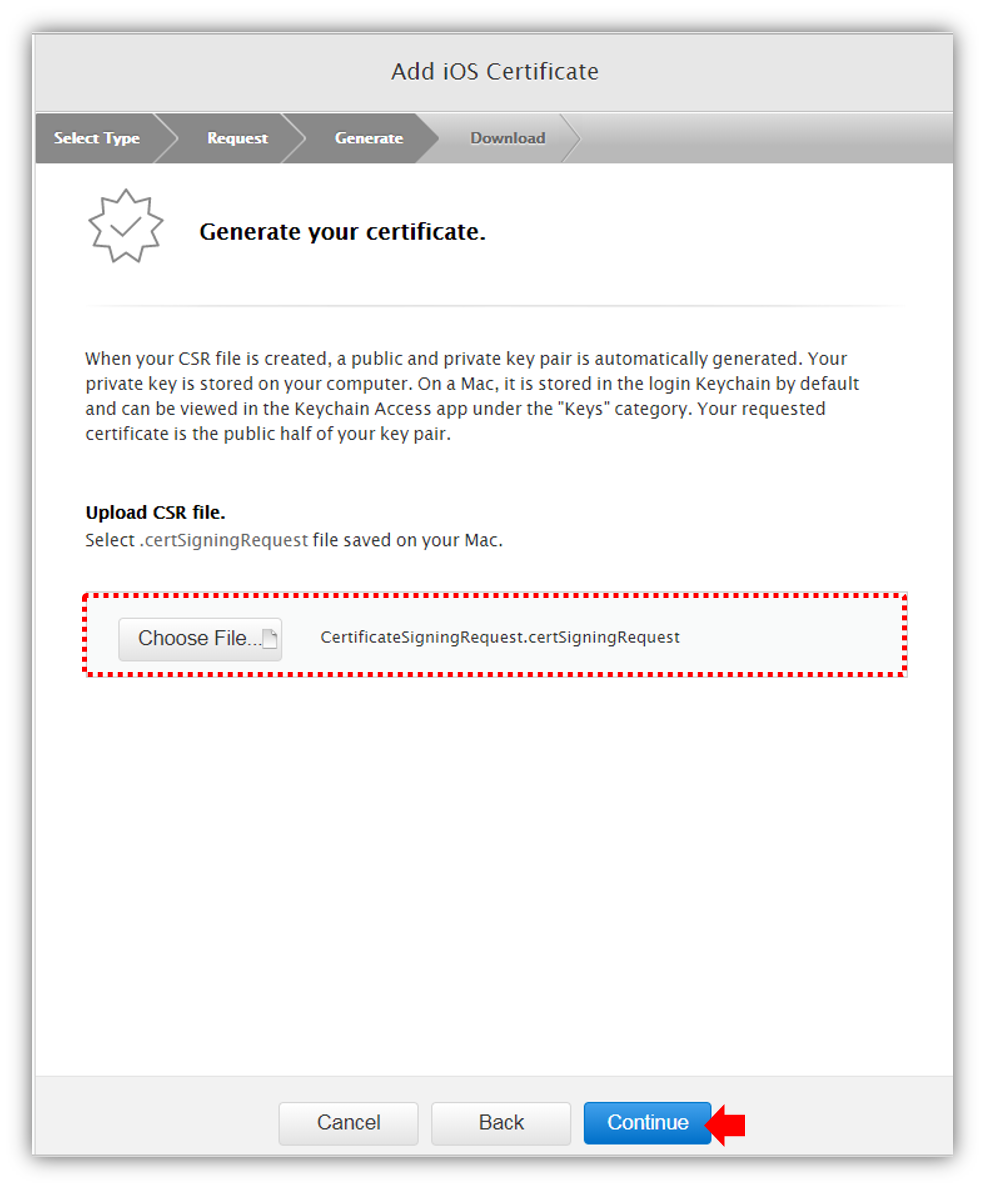 Add iOS Certificate
Select Type
Request
Generate
Download
Generate your certificate.
When your CSR file is created, a public and private key pair is automatically generated. Your
private key is stored on your computer. On a Mac, it is stored in the login Keychain by default
and can be viewed in the Keychain Access app under the "Keys" category. Your requested
certificate is the public half of your key pair.
Upload CSR file.
Select .certSigningRequest file saved on your Mac.
Choose File...
CertificateSigningRequest.certSigningRequest
Cancel
Back
Continue